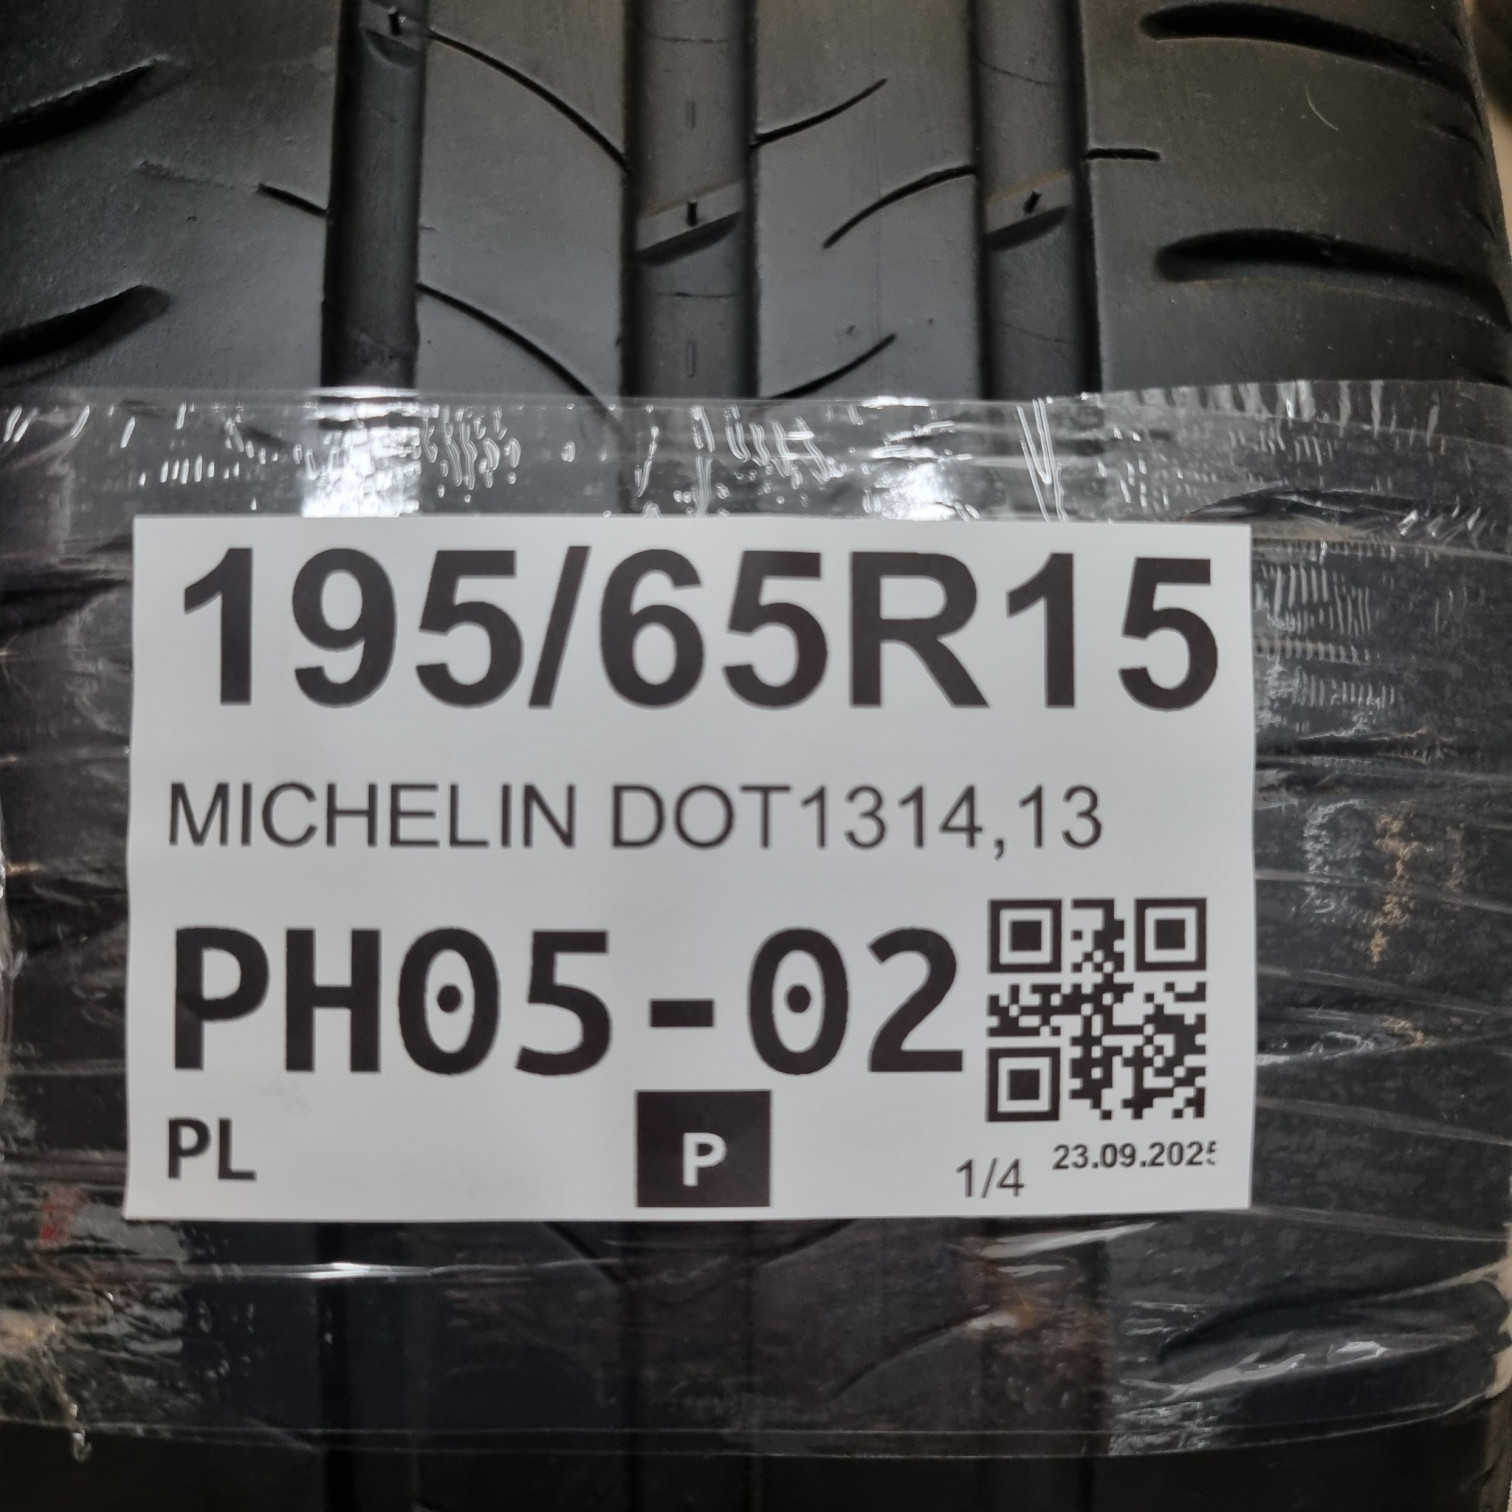 195/65R15
MICHELIN DOT1314,13
PH05-02
PL
P
1/4
23.09.2025